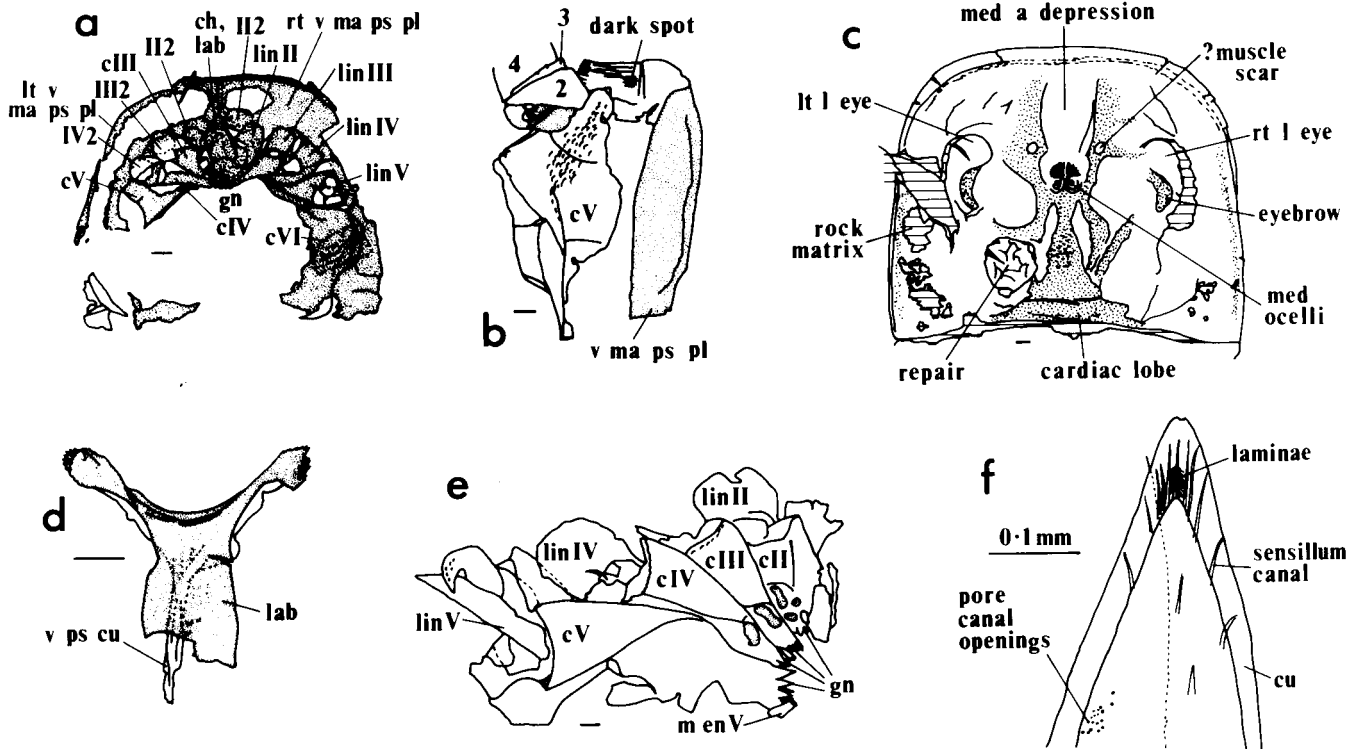 a
ch,
lab
II2
rt v ma ps pl
II2
lin II
cIII
lin III
III2
lt v
ma ps pl
lin IV
IV2
lin V
cV
gn
cIV
cVI
b
3
dark spot
4
2
cV
v ma ps pl
c
med a depression
?muscle
scar
lt l eye
rt l eye
eyebrow
rock
matrix
med
ocelli
repair
cardiac lobe
d
lab
v ps cu
e
lin II
lin IV
cIII
cII
cIV
lin V
cV
gn
m en V
f
laminae
0·1 mm
sensillum
canal
pore
canal
openings
cu